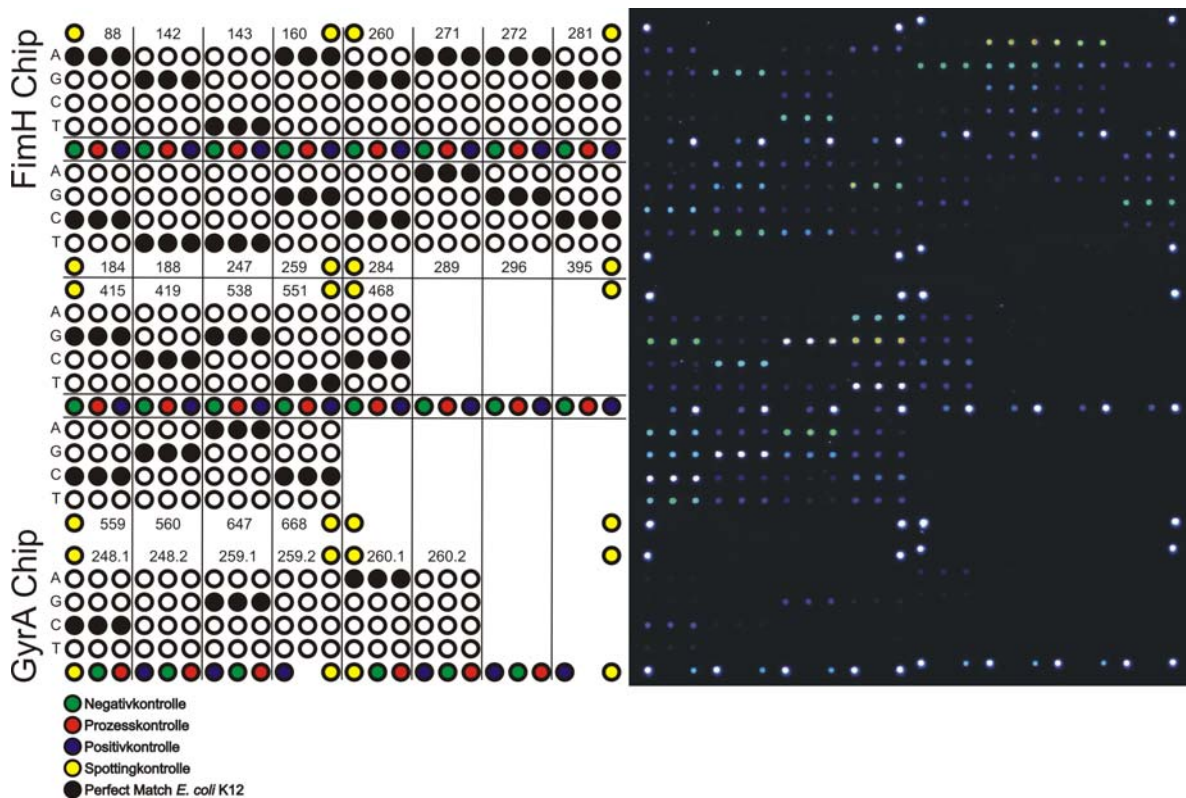 FimH Chip
88 142 143 160 260 271 272 281
A
G
C
T
A
G
C
T
184 188 247 259 284 289 296 395
415 419 538 551 468
A
G
C
T
A
G
C
T
559 560 647 668
GyrA Chip
248.1 248.2 259.1 259.2 260.1 260.2
A
G
C
T
Negativkontrolle
Prozesskontrolle
Positivkontrolle
Spottingkontrolle
Perfect Match E. coli K12